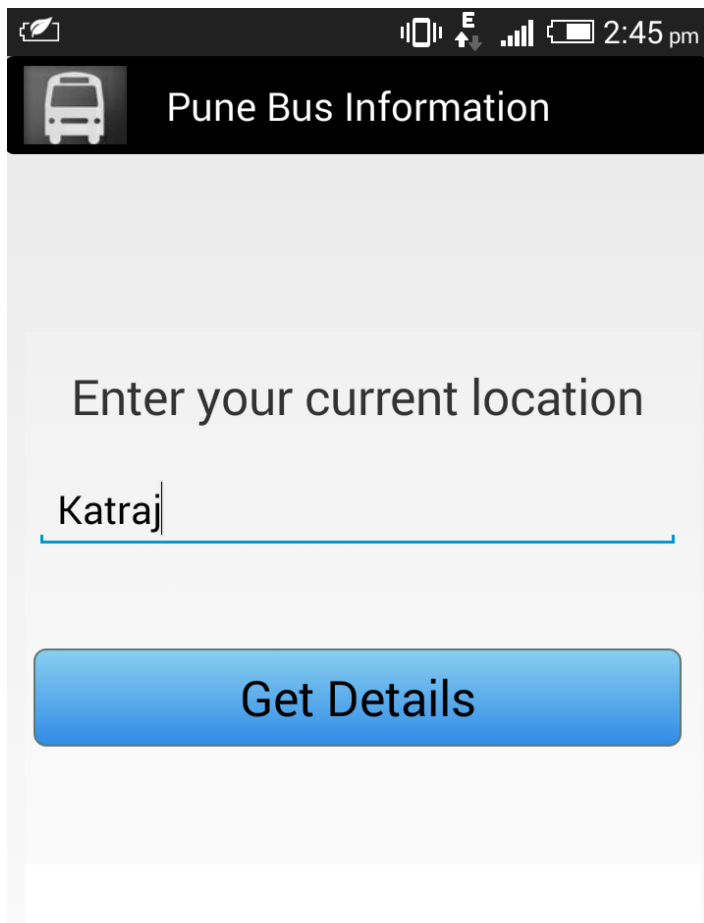 E 2:45 pm
Pune Bus Information
Enter your current location
Katraj
Get Details